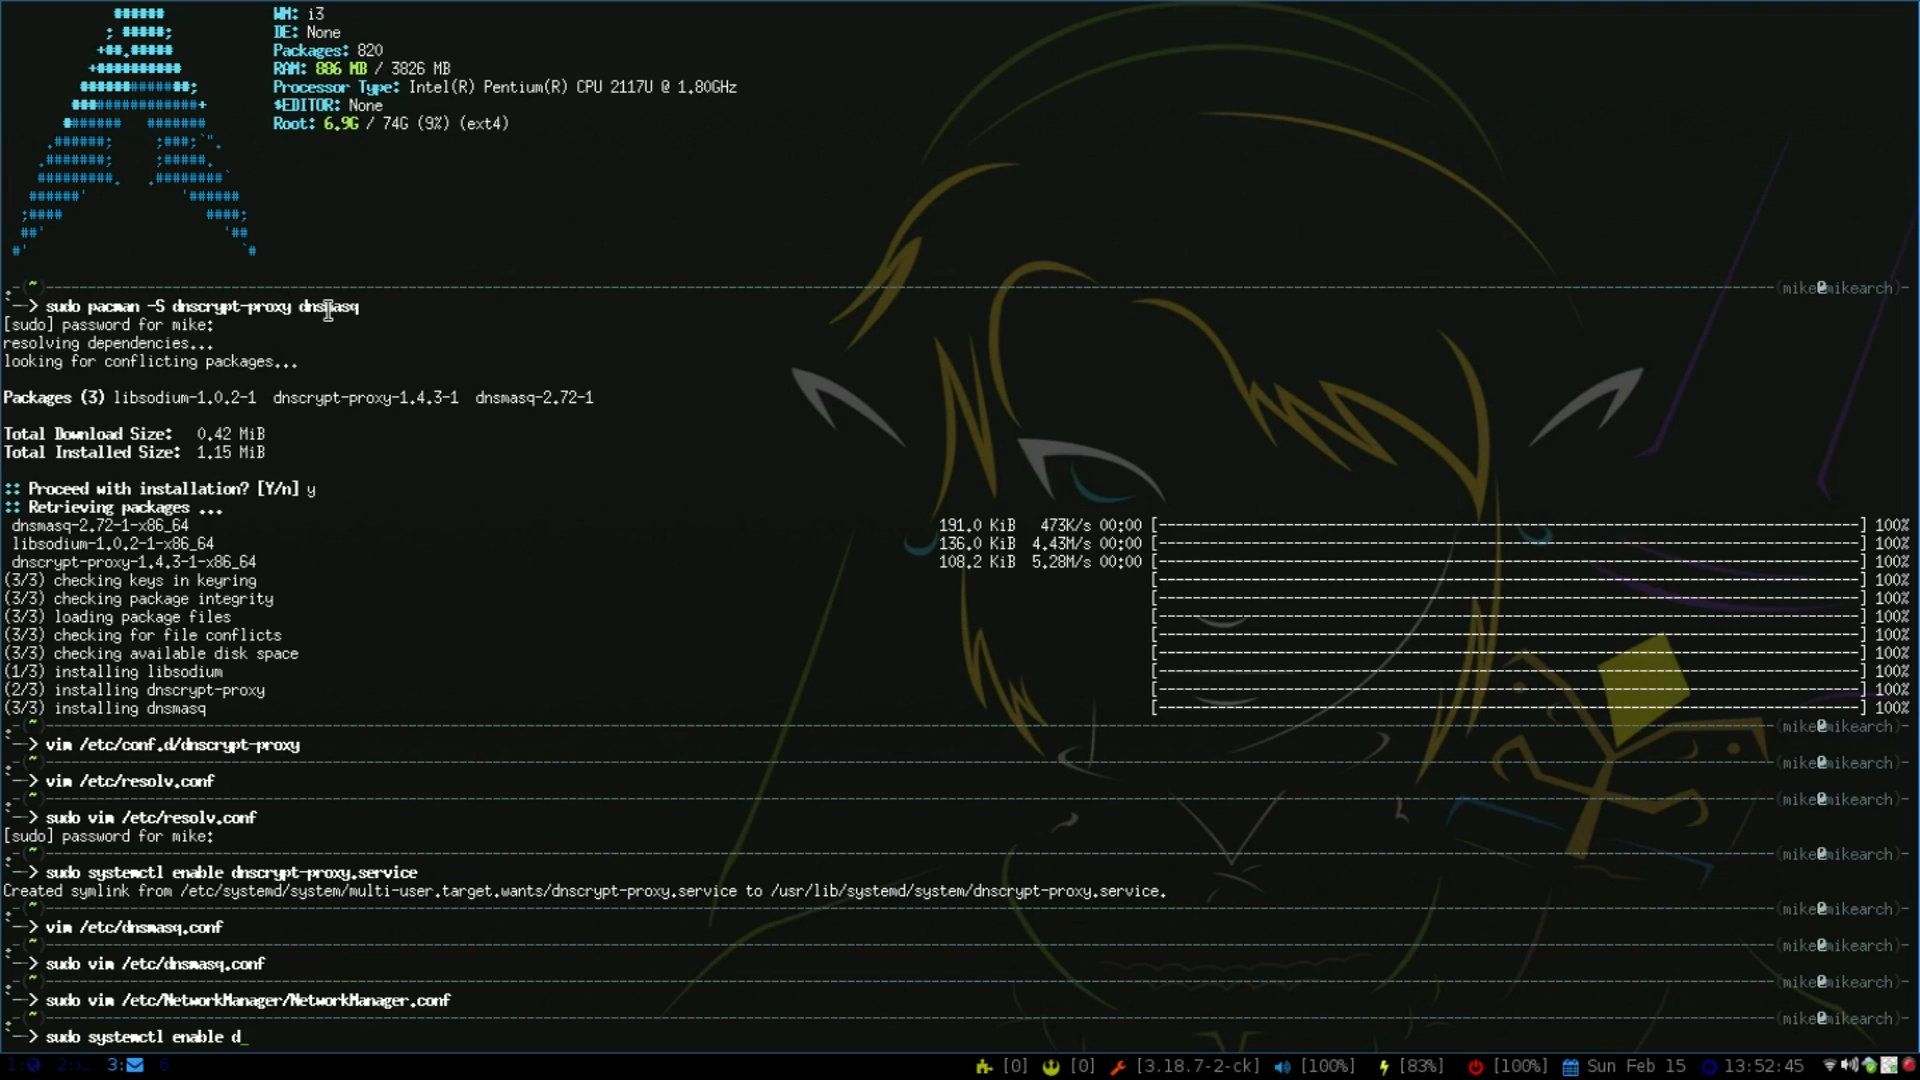 WM: i3
DE: None
Packages: 820
RAM: 886 MB / 3826 MB
Processor Type: Intel(R) Pentium(R) CPU 2117U @ 1.80GHz
$EDITOR: None
Root: 6.9G / 74G (9%) (ext4)
(~) (mike@mikearch)
--> sudo pacman -S dnscrypt-proxy dnsmasq
[sudo] password for mike:
resolving dependencies...
looking for conflicting packages...
Packages (3) libsodium-1.0.2-1 dnscrypt-proxy-1.4.3-1 dnsmasq-2.72-1
Total Download Size: 0.42 MiB
Total Installed Size: 1.15 MiB
:: Proceed with installation? [Y/n] y
:: Retrieving packages ...
dnsmasq-2.72-1-x86_64 191.0 KiB 473K/s 00:00 [----------] 100%
libsodium-1.0.2-1-x86_64 136.0 KiB 4.43M/s 00:00 [----------] 100%
dnscrypt-proxy-1.4.3-1-x86_64 108.2 KiB 5.28M/s 00:00 [----------] 100%
(3/3) checking keys in keyring [----------] 100%
(3/3) checking package integrity [----------] 100%
(3/3) loading package files [----------] 100%
(3/3) checking for file conflicts [----------] 100%
(3/3) checking available disk space [----------] 100%
(1/3) installing libsodium [----------] 100%
(2/3) installing dnscrypt-proxy [----------] 100%
(3/3) installing dnsmasq [----------] 100%
(~) (mike@mikearch)
--> vim /etc/conf.d/dnscrypt-proxy
(~) (mike@mikearch)
--> vim /etc/resolv.conf
(~) (mike@mikearch)
--> sudo vim /etc/resolv.conf
[sudo] password for mike:
(~) (mike@mikearch)
--> sudo systemctl enable dnscrypt-proxy.service
Created symlink from /etc/systemd/system/multi-user.target.wants/dnscrypt-proxy.service to /usr/lib/systemd/system/dnscrypt-proxy.service.
(~) (mike@mikearch)
--> vim /etc/dnsmasq.conf
(~) (mike@mikearch)
--> sudo vim /etc/dnsmasq.conf
(~) (mike@mikearch)
--> sudo vim /etc/NetworkManager/NetworkManager.conf
(~) (mike@mikearch)
--> sudo systemctl enable d_
1: 2:>_ 3: 6 [0] [0] [3.18.7-2-ck] [100%] [83%] [100%] Sun Feb 15 13:52:45